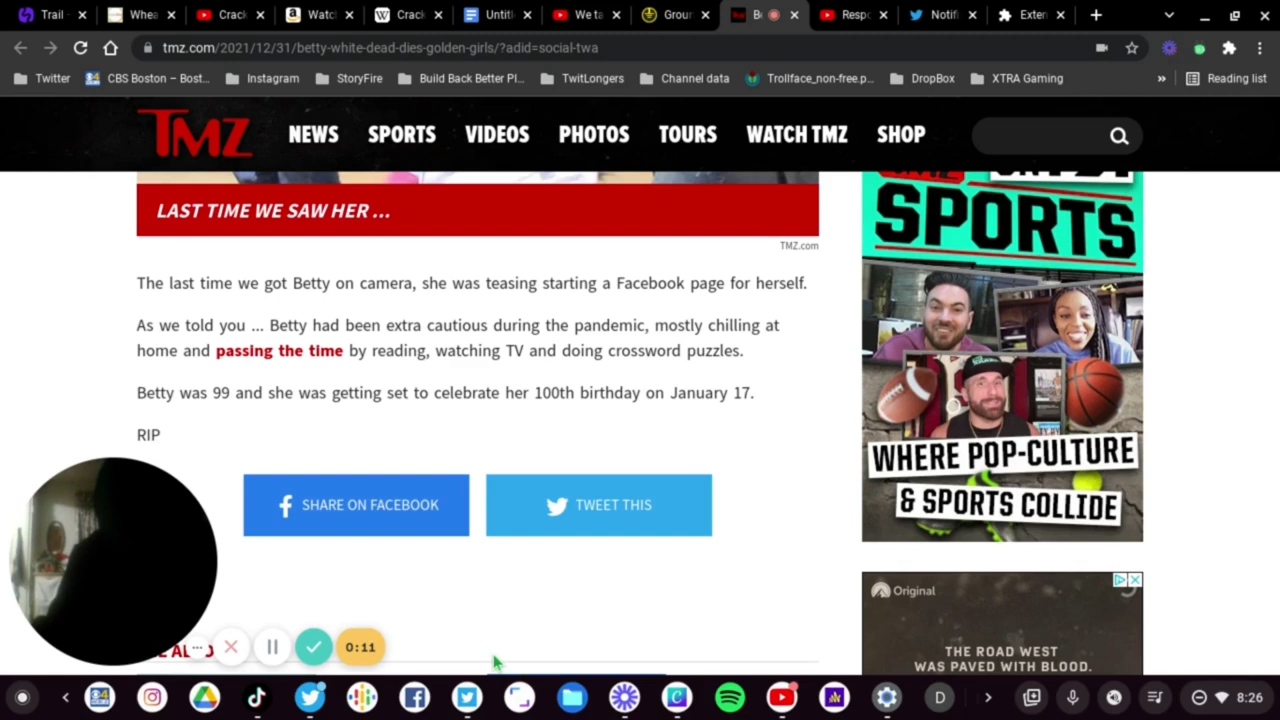 Trail -
Whea
Crack
Watcl
Crac
Untitl
We ta
Groun
B
Respo
Notifi
Exten
tmz.com/2021/12/31/betty-white-dead-dies-golden-girls/?adid=social-twa
Twitter
CBS Boston – Bost...
Instagram
StoryFire
Build Back Better Pl...
TwitLongers
Channel data
Trollface_non-free.p...
DropBox
XTRA Gaming
»
Reading list
TMZ
NEWS
SPORTS
VIDEOS
PHOTOS
TOURS
WATCH TMZ
SHOP
LAST TIME WE SAW HER ...
TMZ.com
The last time we got Betty on camera, she was teasing starting a Facebook page for herself.
As we told you ... Betty had been extra cautious during the pandemic, mostly chilling at
home and passing the time by reading, watching TV and doing crossword puzzles.
Betty was 99 and she was getting set to celebrate her 100th birthday on January 17.
RIP
SHARE ON FACEBOOK
TWEET THIS
SPORTS
WHERE POP-CULTURE
& SPORTS COLLIDE
Original
THE ROAD WEST
WAS PAVED WITH BLOOD.
0:11
D
8:26